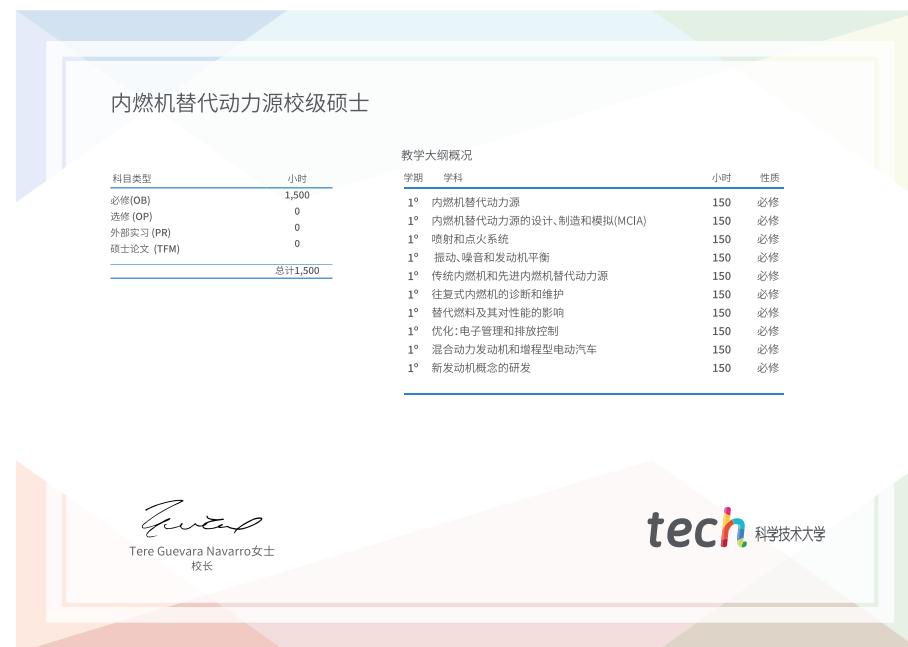 内燃机替代动力源校级硕士
科目类型 小时
必修(OB) 1,500
选修 (OP) 0
外部实习 (PR) 0
硕士论文 (TFM) 0
总计1,500
教学大纲概况
学期 学科 小时 性质
1º 内燃机替代动力源 150 必修
1º 内燃机替代动力源的设计、制造和模拟(MCIA) 150 必修
1º 喷射和点火系统 150 必修
1º 振动、噪音和发动机平衡 150 必修
1º 传统内燃机和先进内燃机替代动力源 150 必修
1º 往复式内燃机的诊断和维护 150 必修
1º 替代燃料及其对性能的影响 150 必修
1º 优化：电子管理和排放控制 150 必修
1º 混合动力发动机和增程型电动汽车 150 必修
1º 新发动机概念的研发 150 必修
Tere Guevara Navarro女士
校长
tech 科学技术大学